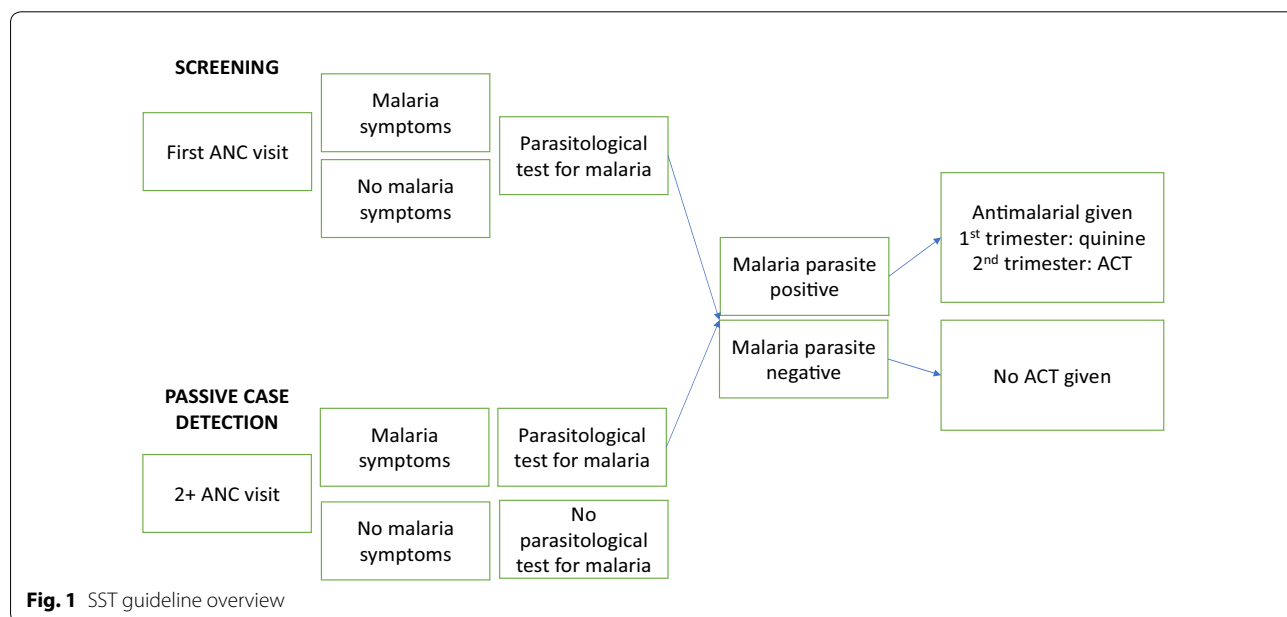 SCREENING
First ANC visit
Malaria
symptoms
No malaria
symptoms
Parasitological
test for malaria
Malaria parasite
positive
Malaria parasite
negative
Antimalarial given
1st trimester: quinine
2nd trimester: ACT
No ACT given
PASSIVE CASE
DETECTION
2+ ANC visit
Malaria
symptoms
Parasitological
test for malaria
No malaria
symptoms
No
parasitological
test for malaria
Fig. 1 SST guideline overview